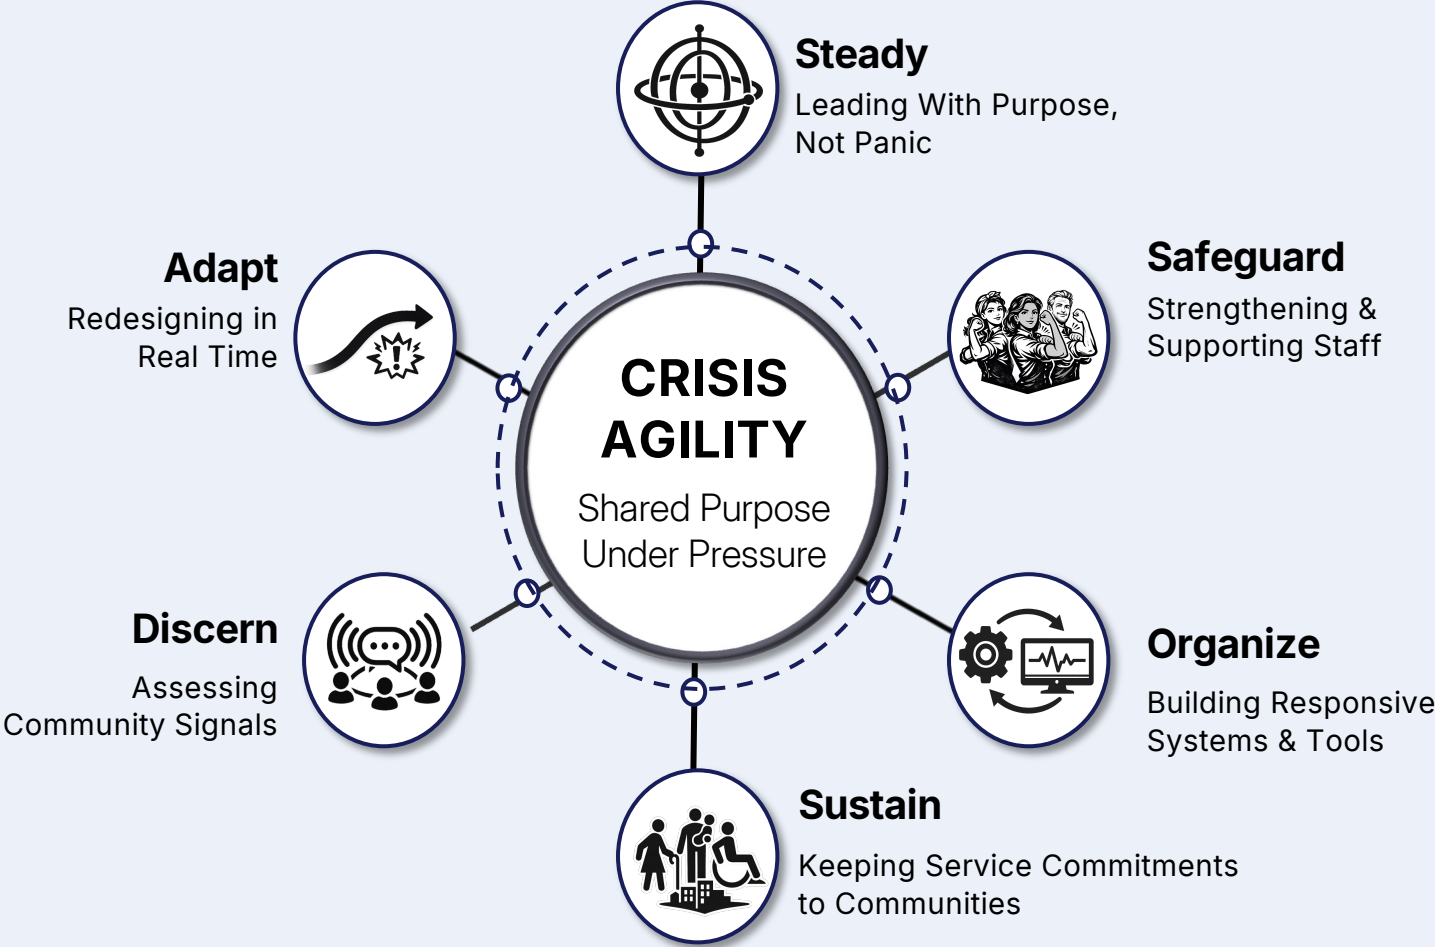 Steady
Leading With Purpose,
Not Panic
Safeguard
Strengthening &
Supporting Staff
Organize
Building Responsive
Systems & Tools
Sustain
Keeping Service Commitments
to Communities
Discern
Assessing
Community Signals
Adapt
Redesigning in
Real Time
CRISIS
AGILITY
Shared Purpose
Under Pressure